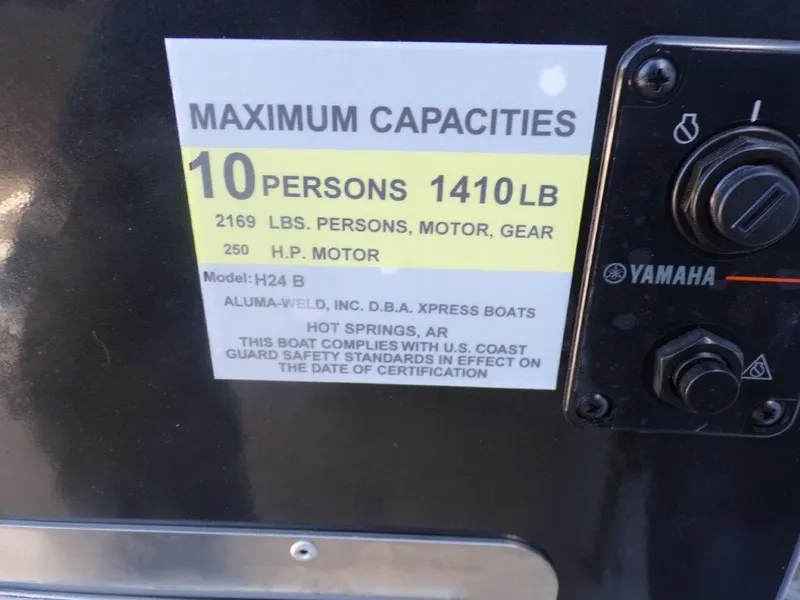 MAXIMUM CAPACITIES
10 PERSONS 1410 LB
2169 LBS. PERSONS, MOTOR, GEAR
250 H.P. MOTOR
Model: H24 B
ALUMA-WELD, INC. D.B.A. XPRESS BOATS
HOT SPRINGS, AR
THIS BOAT COMPLIES WITH U.S. COAST
GUARD SAFETY STANDARDS IN EFFECT ON
THE DATE OF CERTIFICATION
YAMAHA